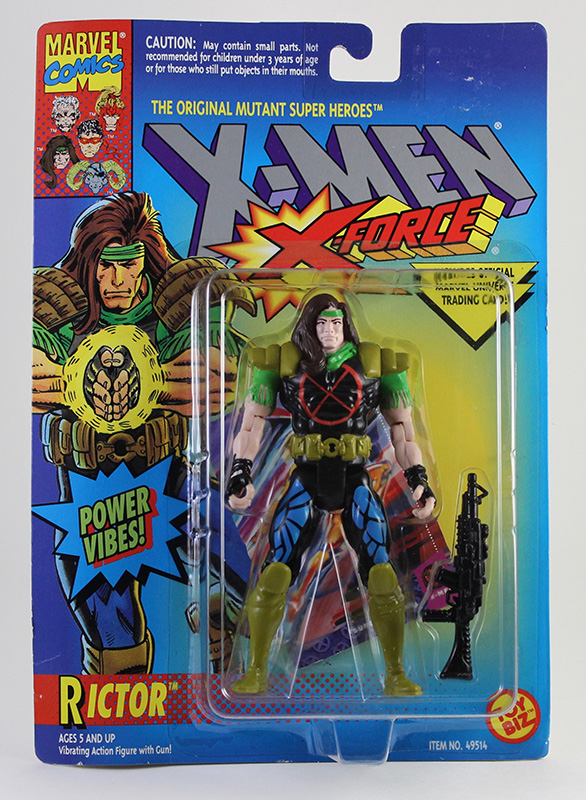 MARVEL®
COMICS
M
CAUTION: May contain small parts. Not
recommended for children under 3 years of age
or for those who still put objects in their mouths.
THE ORIGINAL MUTANT SUPER HEROES™
X-MEN®
X-FORCE®
OFFICIAL
MARVEL UNIVERSE
TRADING CARD!
POWER
VIBES!
RICTOR™
AGES 5 AND UP
Vibrating Action Figure with Gun!
TOY
BIZ
ITEM NO. 49514